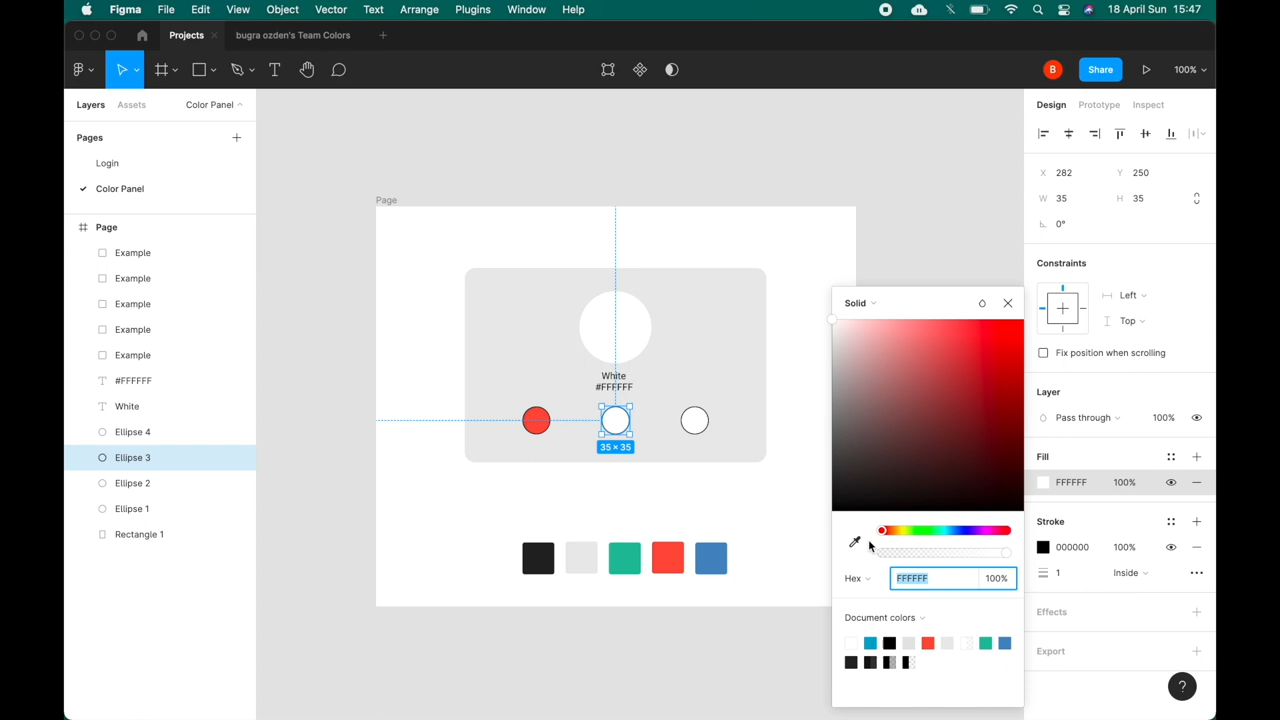 Figma File Edit View Object Vector Text Arrange Plugins Window Help 18 April Sun 15:47
Projects bugra ozden's Team Colors
B Share 100%
Layers Assets Color Panel
Pages
Login
Color Panel
Page
Example
Example
Example
Example
Example
#FFFFFF
White
Ellipse 4
Ellipse 3
Ellipse 2
Ellipse 1
Rectangle 1
Page
White
#FFFFFF
35 × 35
Solid
Hex FFFFFF 100%
Document colors
Design Prototype Inspect
X 282 Y 250
W 35 H 35
0°
Constraints
Left
Top
Fix position when scrolling
Layer
Pass through 100%
Fill
FFFFFF 100%
Stroke
000000 100%
1 Inside
Effects
Export
?